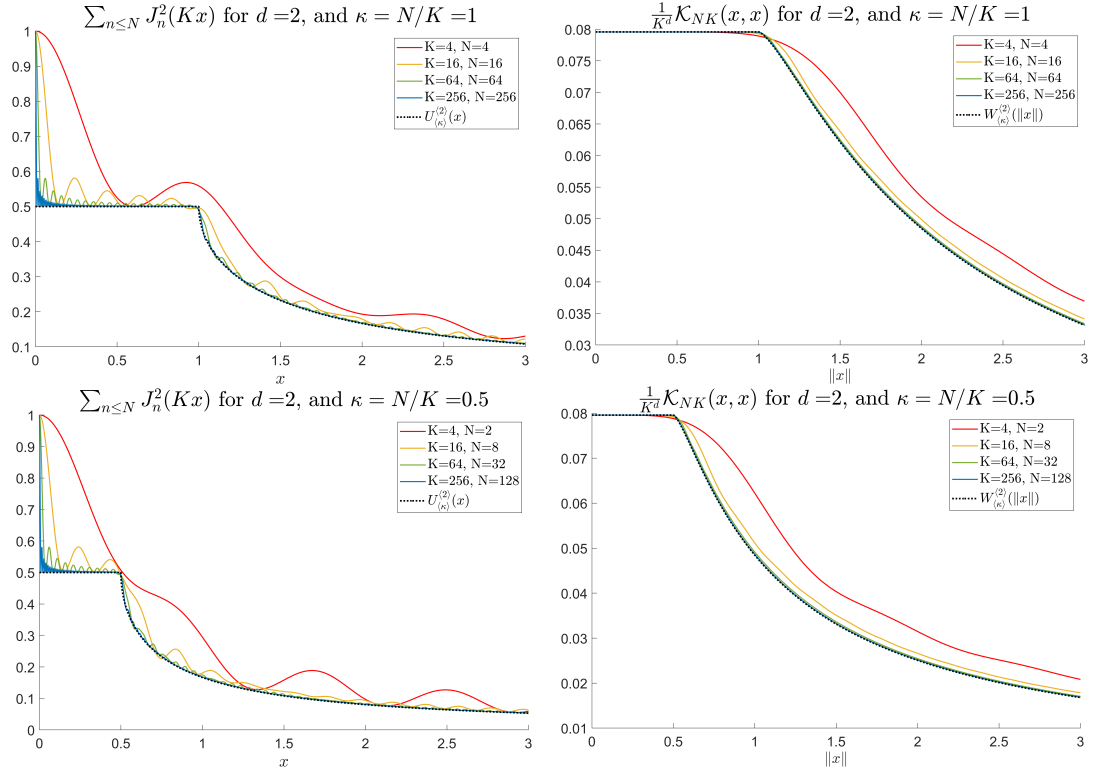 ∑_{n≤N} J_n^2(Kx) for d=2, and κ = N/K =1
1
0.9
0.8
0.7
0.6
0.5
0.4
0.3
0.2
0.1
0 0.5 1 1.5 2 2.5 3
x
K=4, N=4
K=16, N=16
K=64, N=64
K=256, N=256
U_{⟨κ⟩}^{⟨2⟩}(x)
1/K^d 𝒦_{NK}(x, x) for d=2, and κ = N/K =1
0.08
0.075
0.07
0.065
0.06
0.055
0.05
0.045
0.04
0.035
0.03
0 0.5 1 1.5 2 2.5 3
∥x∥
K=4, N=4
K=16, N=16
K=64, N=64
K=256, N=256
W_{⟨κ⟩}^{⟨2⟩}(∥x∥)
∑_{n≤N} J_n^2(Kx) for d=2, and κ = N/K =0.5
1
0.9
0.8
0.7
0.6
0.5
0.4
0.3
0.2
0.1
0
0 0.5 1 1.5 2 2.5 3
x
K=4, N=2
K=16, N=8
K=64, N=32
K=256, N=128
U_{⟨κ⟩}^{⟨2⟩}(x)
1/K^d 𝒦_{NK}(x, x) for d=2, and κ = N/K =0.5
0.08
0.07
0.06
0.05
0.04
0.03
0.02
0.01
0 0.5 1 1.5 2 2.5 3
∥x∥
K=4, N=2
K=16, N=8
K=64, N=32
K=256, N=128
W_{⟨κ⟩}^{⟨2⟩}(∥x∥)